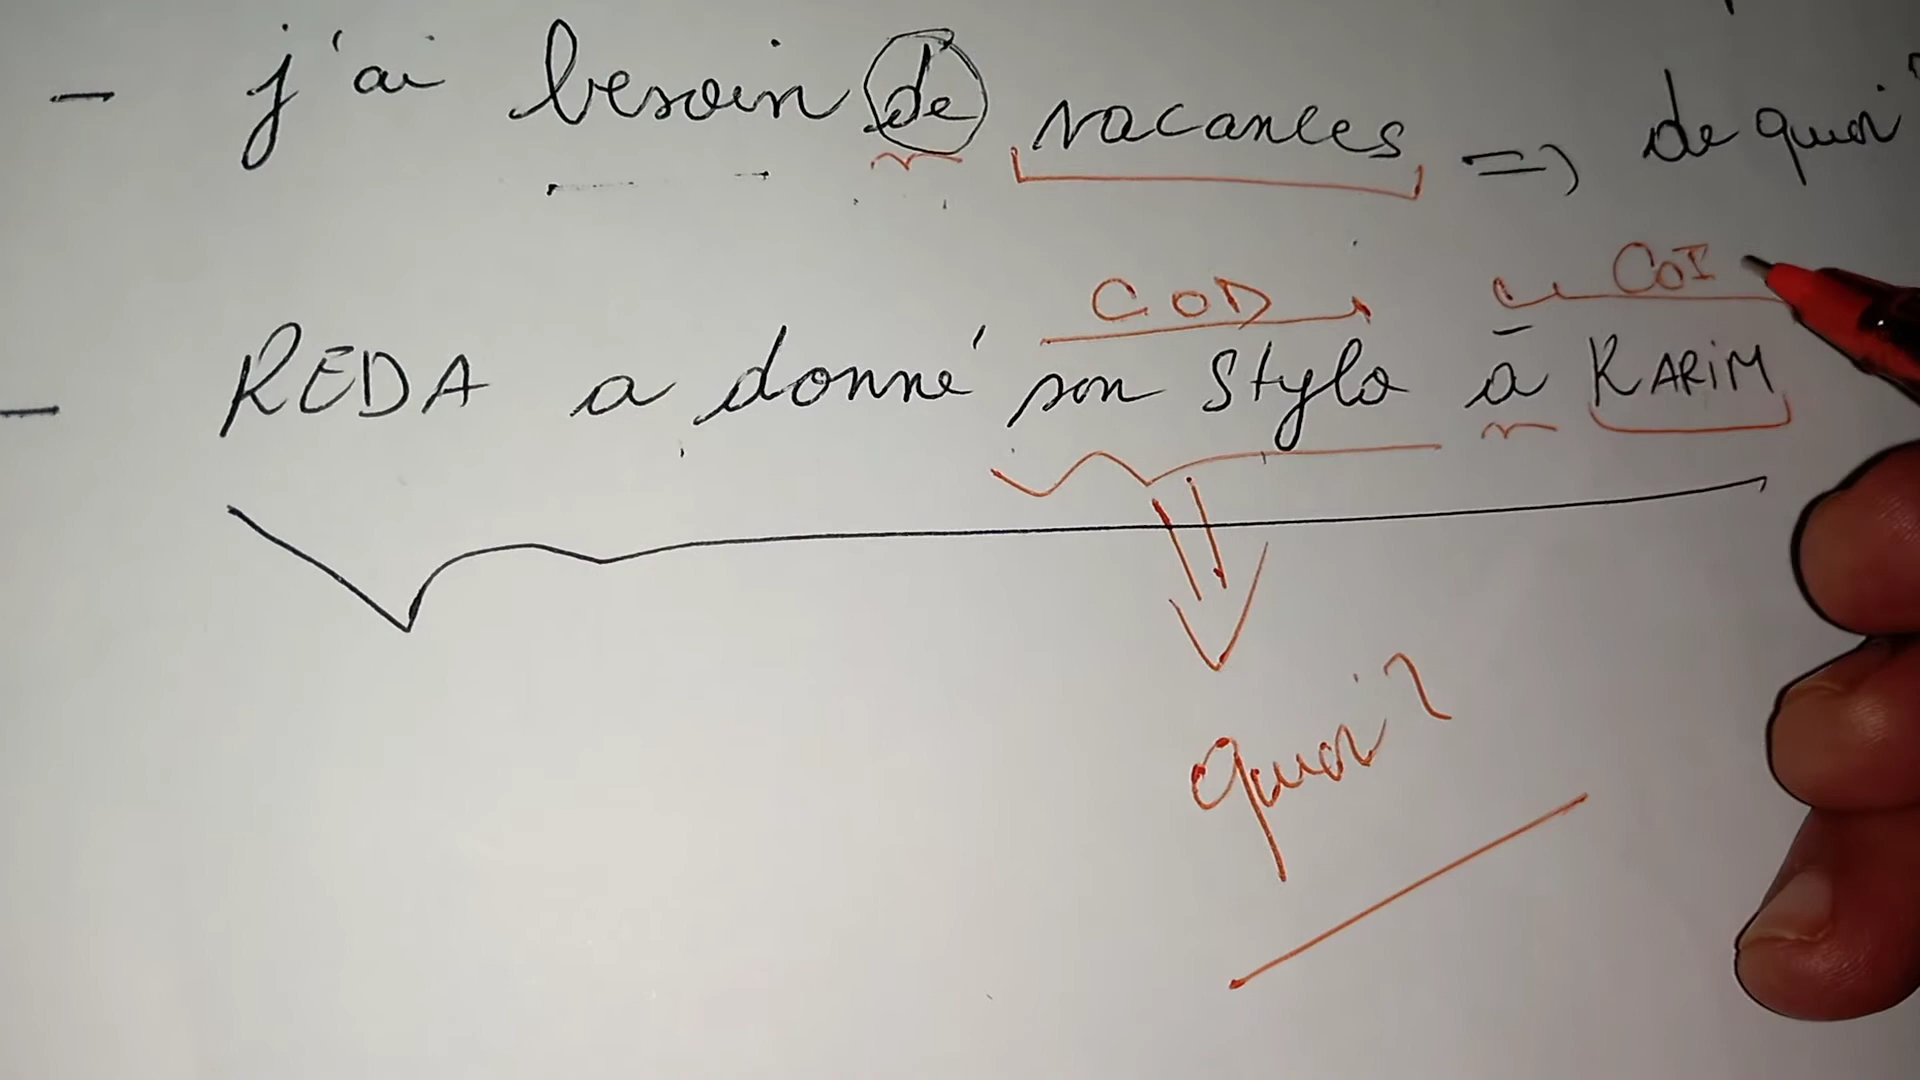 - j'ai besoin de vacances => de quoi?
COD COI
- REDA a donné son Stylo à KARIM
quoi?